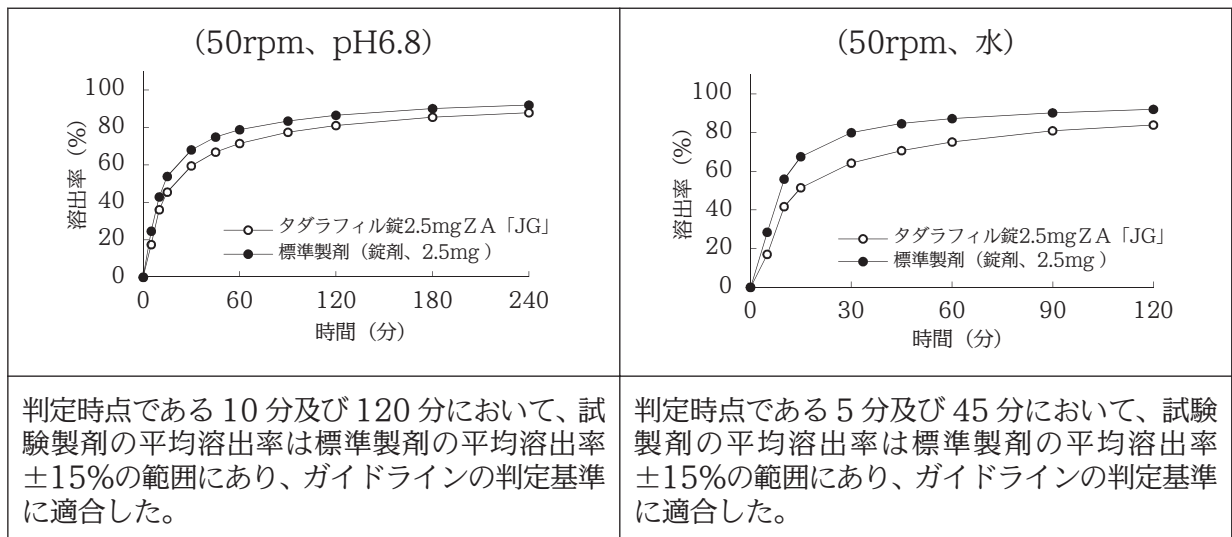 (50rpm、pH6.8)
100
80
60
40
20
0
溶出率 (%)
タダラフィル錠2.5mgZA「JG」
標準製剤(錠剤、2.5mg)
0 60 120 180 240
時間(分)
判定時点である 10 分及び 120 分において、試
験製剤の平均溶出率は標準製剤の平均溶出率
±15%の範囲にあり、ガイドラインの判定基準
に適合した。
(50rpm、水)
100
80
60
40
20
0
溶出率 (%)
タダラフィル錠2.5mgZA「JG」
標準製剤(錠剤、2.5mg)
0 30 60 90 120
時間(分)
判定時点である 5 分及び 45 分において、試験
製剤の平均溶出率は標準製剤の平均溶出率
±15%の範囲にあり、ガイドラインの判定基準
に適合した。